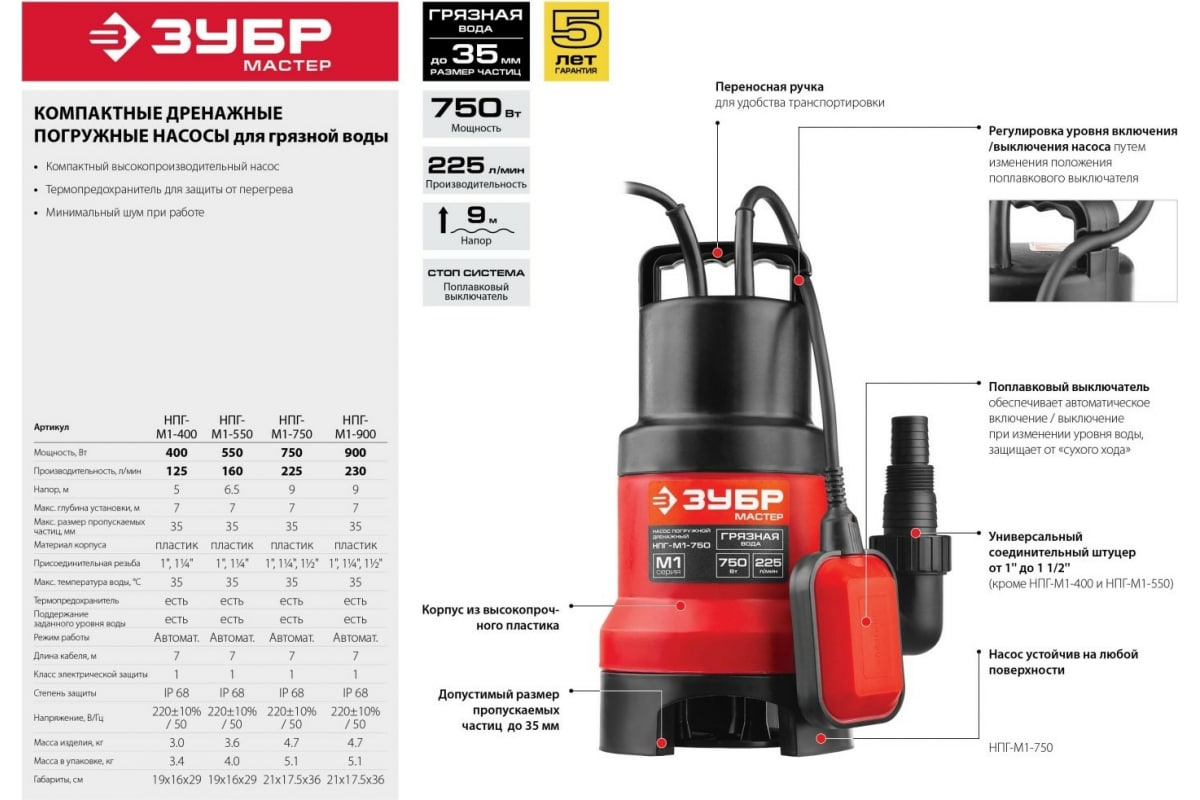 ЗУБР
МАСТЕР
КОМПАКТНЫЕ ДРЕНАЖНЫЕ
ПОГРУЖНЫЕ НАСОСЫ для грязной воды
• Компактный высокопроизводительный насос
• Термопредохранитель для защиты от перегрева
• Минимальный шум при работе
Артикул НПГ-М1-400 НПГ-М1-550 НПГ-М1-750 НПГ-М1-900
Мощность, Вт 400 550 750 900
Производительность, л/мин 125 160 225 230
Напор, м 5 6.5 9 9
Макс. глубина установки, м 7 7 7 7
Макс. размер пропускаемых частиц, мм 35 35 35 35
Материал корпуса пластик пластик пластик пластик
Присоединительная резьба 1", 1¼" 1", 1¼" 1", 1¼", 1½" 1", 1¼", 1½"
Макс. температура воды, °С 35 35 35 35
Термопредохранитель есть есть есть есть
Поддержание заданного уровня воды есть есть есть есть
Режим работы Автомат. Автомат. Автомат. Автомат.
Длина кабеля, м 7 7 7 7
Класс электрической защиты 1 1 1 1
Степень защиты IP 68 IP 68 IP 68 IP 68
Напряжение, В/Гц 220±10% / 50 220±10% / 50 220±10% / 50 220±10% / 50
Масса изделия, кг 3.0 3.6 4.7 4.7
Масса в упаковке, кг 3.4 4.0 5.1 5.1
Габариты, см 19х16х29 19х16х29 21х17.5х36 21х17.5х36
ГРЯЗНАЯ
ВОДА
до 35 мм
РАЗМЕР ЧАСТИЦ
5
лет
ГАРАНТИЯ
750 Вт
Мощность
225 л/мин
Производительность
9 м
Напор
СТОП СИСТЕМА
Поплавковый
выключатель
Переносная ручка
для удобства транспортировки
Регулировка уровня включения
/выключения насоса путем
изменения положения
поплавкового выключателя
Поплавковый выключатель
обеспечивает автоматическое
включение / выключение
при изменении уровня воды,
защищает от «сухого хода»
Универсальный
соединительный штуцер
от 1" до 1 1/2"
(кроме НПГ-М1-400 и НПГ-М1-550)
Насос устойчив на любой
поверхности
НПГ-М1-750
Корпус из высокопроч-
ного пластика
Допустимый размер
пропускаемых
частиц до 35 мм
ЗУБР
МАСТЕР
НАСОС ПОГРУЖНОЙ
ДРЕНАЖНЫЙ
НПГ-М1-750
ГРЯЗНАЯ
ВОДА
М1
серия
750
Вт
225
л/мин